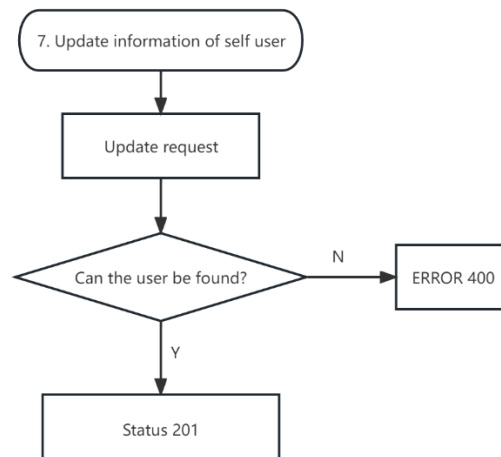 7. Update information of self user
Update request
Can the user be found?
N
ERROR 400
Y
Status 201